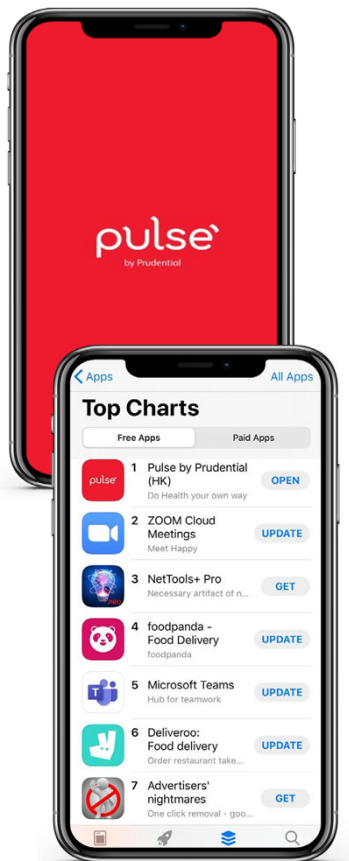 pulse
by Prudential
Apps
All Apps
Top Charts
Free Apps
Paid Apps
pulse
1 Pulse by Prudential
(HK)
Do Health your own way
OPEN
2 ZOOM Cloud
Meetings
Meet Happy
UPDATE
PRO
3 NetTools+ Pro
Necessary artifact of n...
GET
4 foodpanda -
Food Delivery
foodpanda
UPDATE
T
5 Microsoft Teams
Hub for teamwork
UPDATE
6 Deliveroo:
Food delivery
Order restaurant take...
UPDATE
7 Advertisers'
nightmares
One click removal - goo...
GET